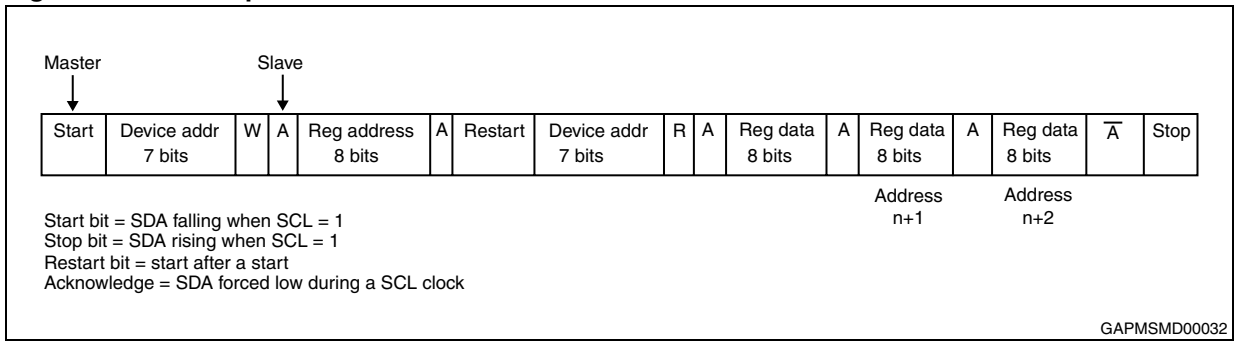 Master Slave
Start Device addr W A Reg address A Restart Device addr R A Reg data A Reg data A Reg data A Stop
7 bits 8 bits 7 bits 8 bits 8 bits 8 bits
Address Address
n+1 n+2
Start bit = SDA falling when SCL = 1
Stop bit = SDA rising when SCL = 1
Restart bit = start after a start
Acknowledge = SDA forced low during a SCL clock
GAPMSMD00032